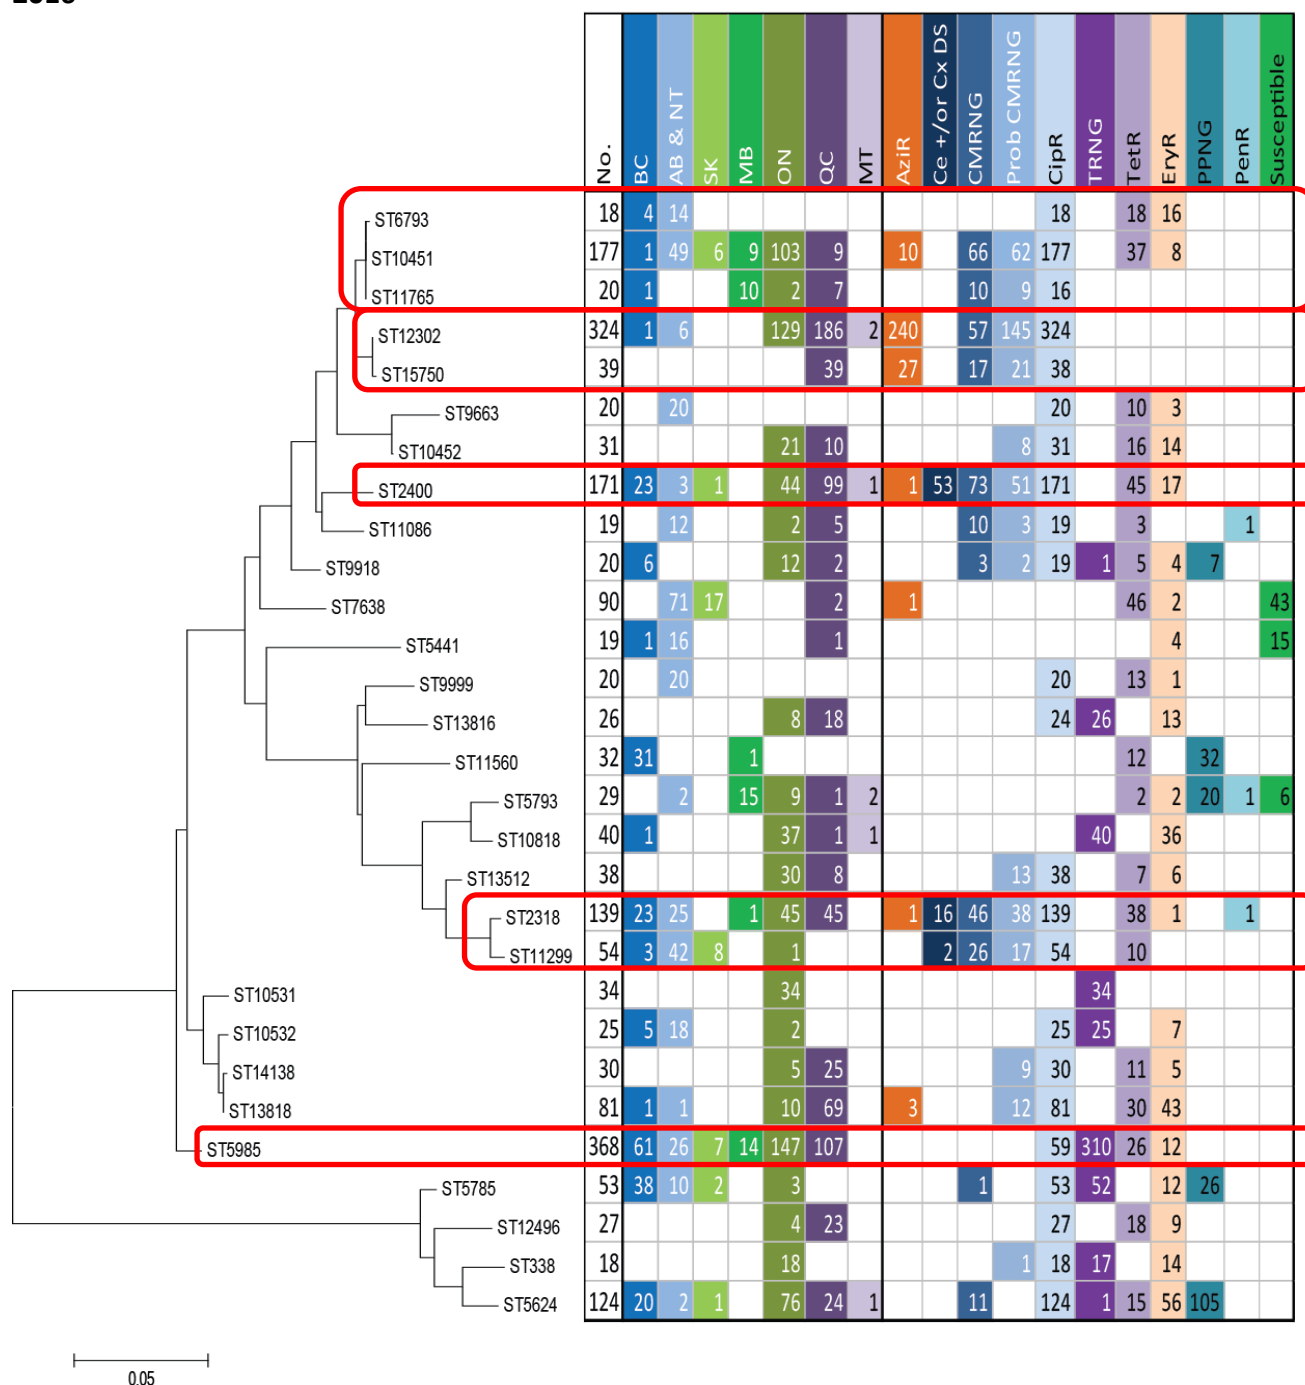 No. BC AB & NT SK MB ON QC MT AziR Ce +/or Cx DS CMRNG Prob CMRNG CipR TRNG TetR EryR PPNG PenR Susceptible
ST6793 18 4 14 18 18 16
ST10451 177 1 49 6 9 103 9 10 66 62 177 37 8
ST11765 20 1 10 2 7 10 9 16
ST12302 324 1 6 129 186 2 240 57 145 324
ST15750 39 39 27 17 21 38
ST9663 20 20 20 10 3
ST10452 31 21 10 8 31 16 14
ST2400 171 23 3 1 44 99 1 1 53 73 51 171 45 17
ST11086 19 12 2 5 10 3 19 3 1
ST9918 20 6 12 2 3 2 19 1 5 4 7
ST7638 90 71 17 2 1 46 2 43
ST5441 19 1 16 1 4 15
ST9999 20 20 20 13 1
ST13816 26 8 18 24 26 13
ST11560 32 31 1 12 32
ST5793 29 2 15 9 1 2 2 2 20 1 6
ST10818 40 1 37 1 1 40 36
ST13512 38 30 8 13 38 7 6
ST2318 139 23 25 1 45 45 1 16 46 38 139 38 1 1
ST11299 54 3 42 8 1 2 26 17 54 10
ST10531 34 34 34
ST10532 25 5 18 2 25 25 7
ST14138 30 5 25 9 30 11 5
ST13818 81 1 1 10 69 3 12 81 30 43
ST5985 368 61 26 7 14 147 107 59 310 26 12
ST5785 53 38 10 2 3 1 53 52 12 26
ST12496 27 4 23 27 18 9
ST338 18 18 1 18 17 14
ST5624 124 20 2 1 76 24 1 11 124 1 15 56 105
0.05